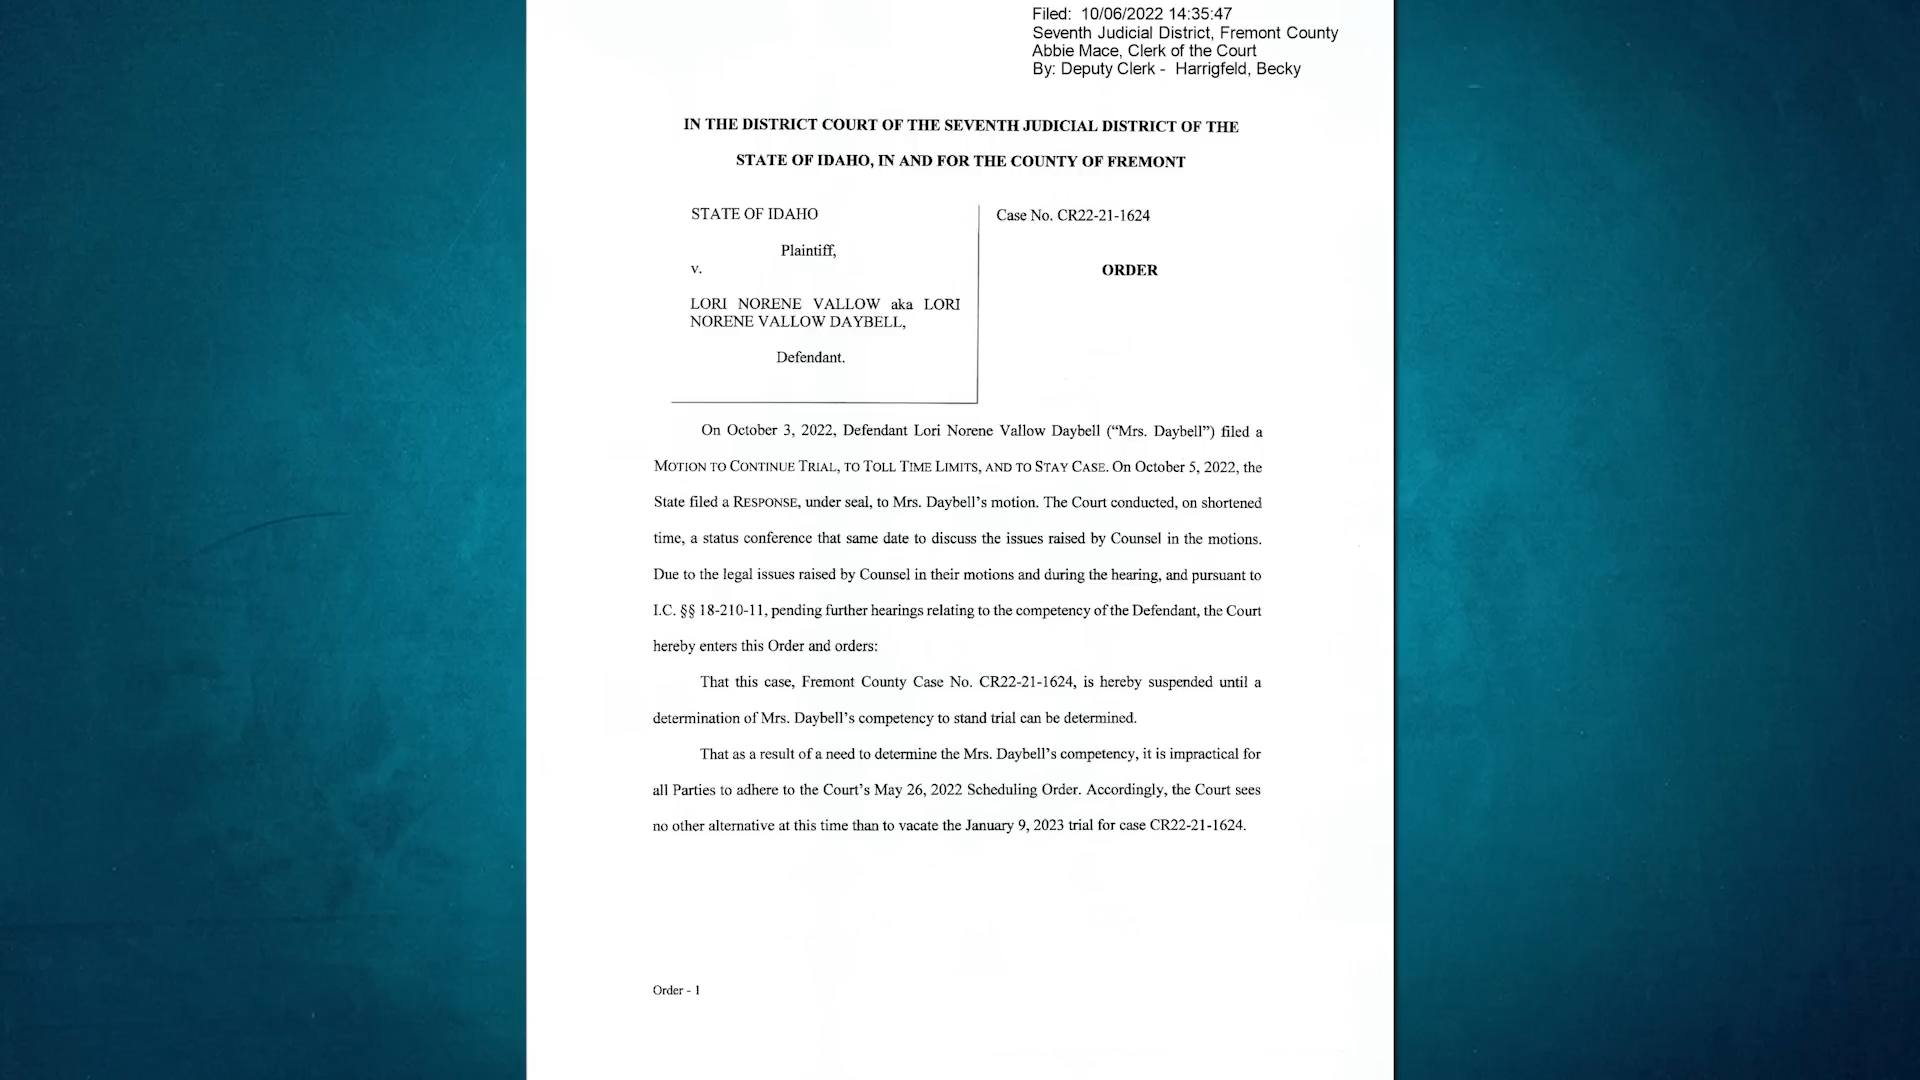 Filed: 10/06/2022 14:35:47
Seventh Judicial District, Fremont County
Abbie Mace, Clerk of the Court
By: Deputy Clerk - Harrigfeld, Becky
IN THE DISTRICT COURT OF THE SEVENTH JUDICIAL DISTRICT OF THE
STATE OF IDAHO, IN AND FOR THE COUNTY OF FREMONT
STATE OF IDAHO
Plaintiff,
v.
LORI NORENE VALLOW aka LORI
NORENE VALLOW DAYBELL,
Defendant.
Case No. CR22-21-1624
ORDER
On October 3, 2022, Defendant Lori Norene Vallow Daybell (“Mrs. Daybell”) filed a
MOTION TO CONTINUE TRIAL, TO TOLL TIME LIMITS, AND TO STAY CASE. On October 5, 2022, the
State filed a RESPONSE, under seal, to Mrs. Daybell’s motion. The Court conducted, on shortened
time, a status conference that same date to discuss the issues raised by Counsel in the motions.
Due to the legal issues raised by Counsel in their motions and during the hearing, and pursuant to
I.C. §§ 18-210-11, pending further hearings relating to the competency of the Defendant, the Court
hereby enters this Order and orders:
That this case, Fremont County Case No. CR22-21-1624, is hereby suspended until a
determination of Mrs. Daybell’s competency to stand trial can be determined.
That as a result of a need to determine the Mrs. Daybell’s competency, it is impractical for
all Parties to adhere to the Court’s May 26, 2022 Scheduling Order. Accordingly, the Court sees
no other alternative at this time than to vacate the January 9, 2023 trial for case CR22-21-1624.
Order - 1